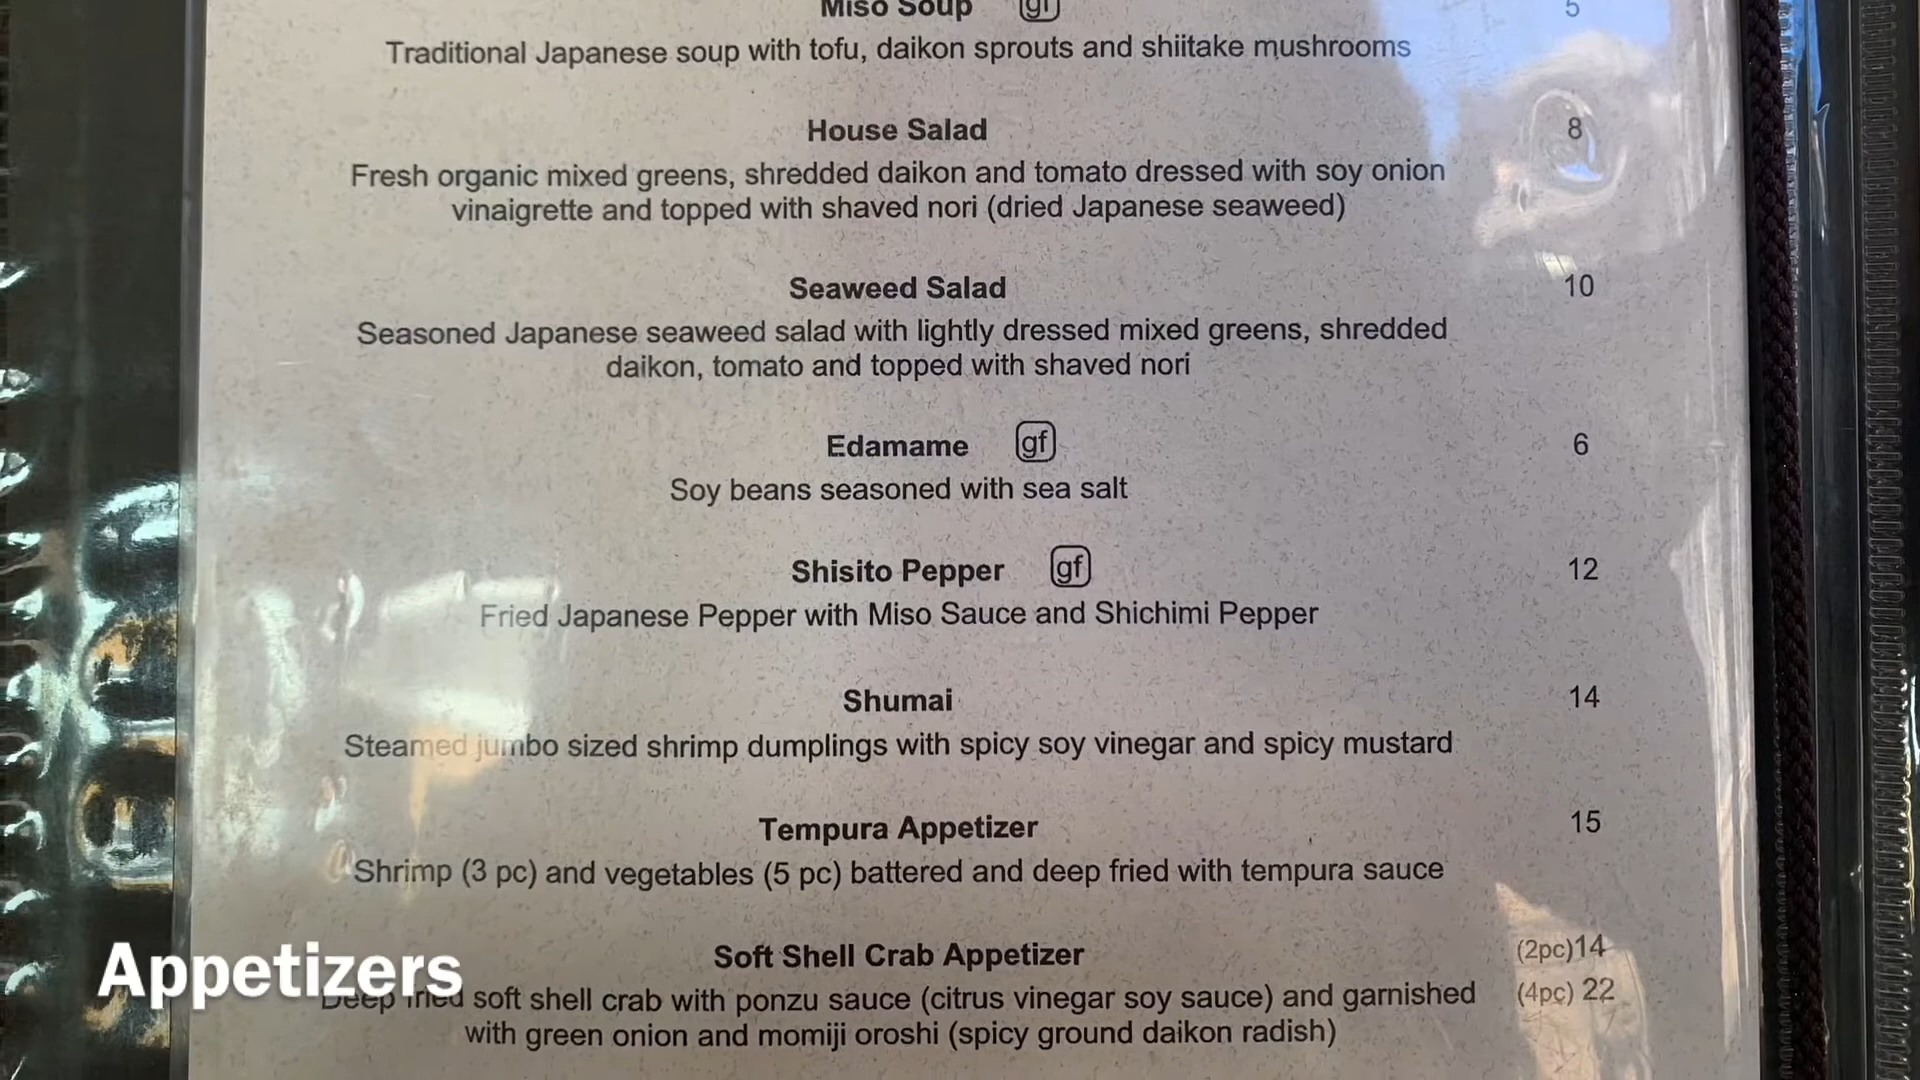 Miso Soup gf 5
Traditional Japanese soup with tofu, daikon sprouts and shiitake mushrooms
House Salad 8
Fresh organic mixed greens, shredded daikon and tomato dressed with soy onion
vinaigrette and topped with shaved nori (dried Japanese seaweed)
Seaweed Salad 10
Seasoned Japanese seaweed salad with lightly dressed mixed greens, shredded
daikon, tomato and topped with shaved nori
Edamame gf 6
Soy beans seasoned with sea salt
Shisito Pepper gf 12
Fried Japanese Pepper with Miso Sauce and Shichimi Pepper
Shumai 14
Steamed jumbo sized shrimp dumplings with spicy soy vinegar and spicy mustard
Tempura Appetizer 15
Shrimp (3 pc) and vegetables (5 pc) battered and deep fried with tempura sauce
Soft Shell Crab Appetizer (2pc)14
Deep fried soft shell crab with ponzu sauce (citrus vinegar soy sauce) and garnished (4pc) 22
with green onion and momiji oroshi (spicy ground daikon radish)
Appetizers